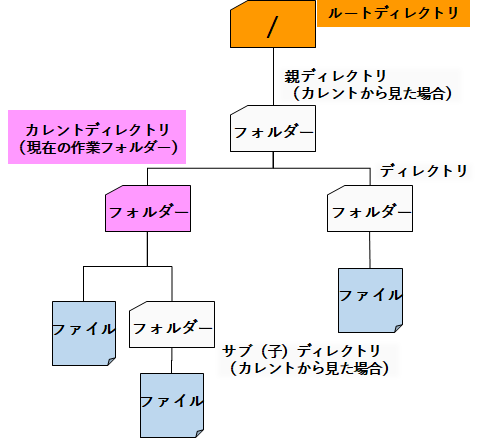 /
ルートディレクトリ
親ディレクトリ
（カレントから見た場合）
フォルダー
カレントディレクトリ
（現在の作業フォルダー）
ディレクトリ
フォルダー
フォルダー
ファイル
フォルダー
ファイル
サブ（子）ディレクトリ
（カレントから見た場合）
ファイル